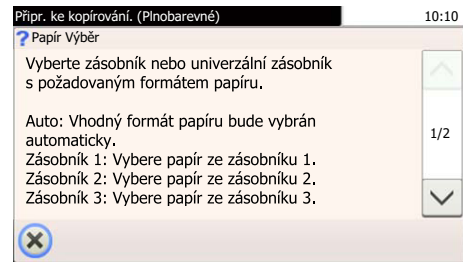 Připr. ke kopírování. (Plnobarevné) 10:10
? Papír Výběr
Vyberte zásobník nebo univerzální zásobník
s požadovaným formátem papíru.
Auto: Vhodný formát papíru bude vybrán
automaticky.
1/2
Zásobník 1: Vybere papír ze zásobníku 1.
Zásobník 2: Vybere papír ze zásobníku 2.
Zásobník 3: Vybere papír ze zásobníku 3.